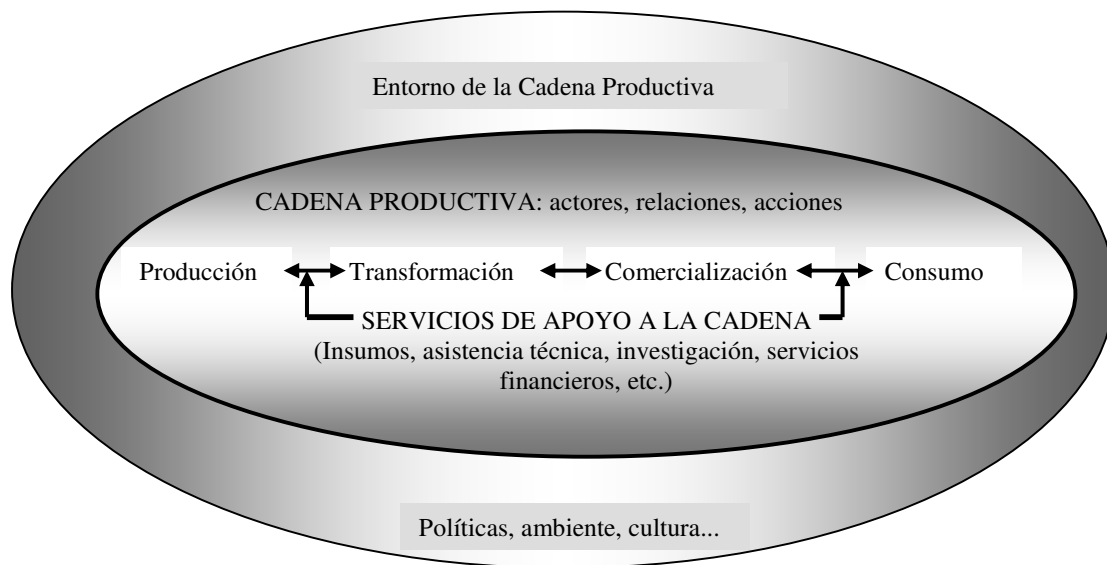 Entorno de la Cadena Productiva
CADENA PRODUCTIVA: actores, relaciones, acciones
Producción Transformación Comercialización Consumo
SERVICIOS DE APOYO A LA CADENA
(Insumos, asistencia técnica, investigación, servicios
financieros, etc.)
Políticas, ambiente, cultura...